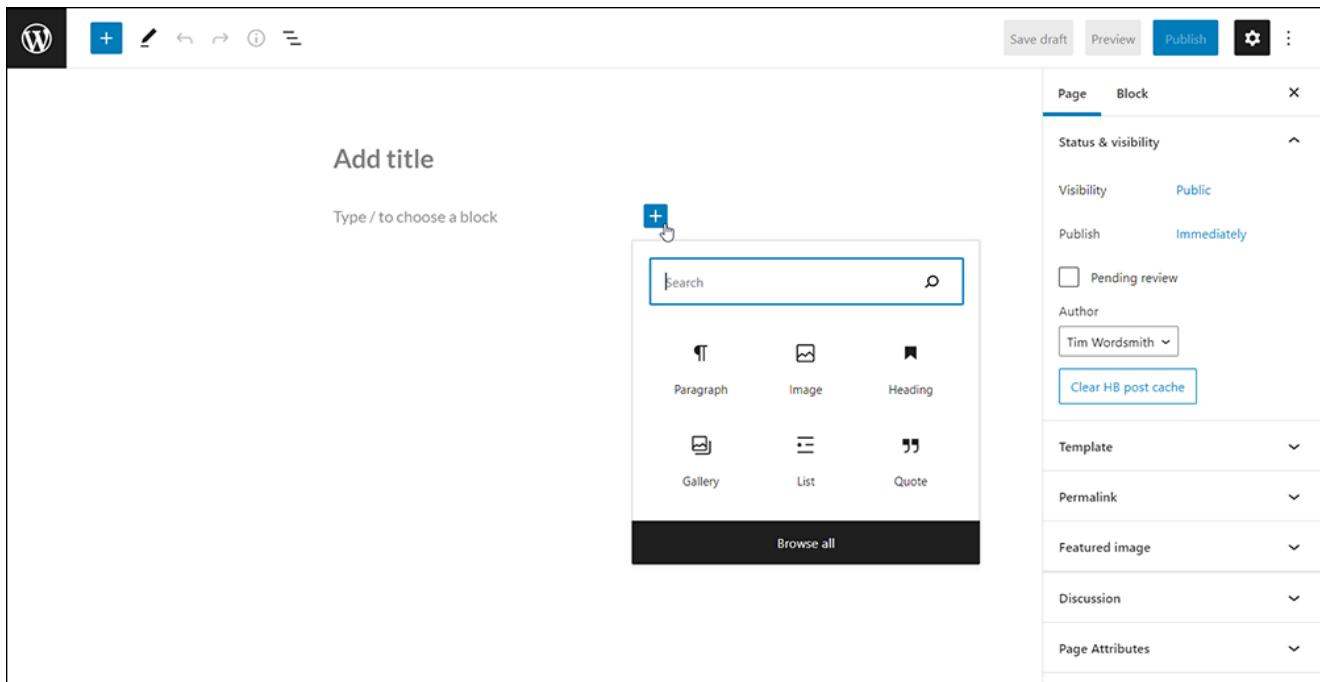 Save draft Preview Publish
Page Block
Status & visibility
Add title
Visibility Public
Type / to choose a block
Publish Immediately
Search
Pending review
Author
Tim Wordsmith
Paragraph Image Heading
Clear HB post cache
Template
Gallery List Quote
Permalink
Browse all
Featured image
Discussion
Page Attributes